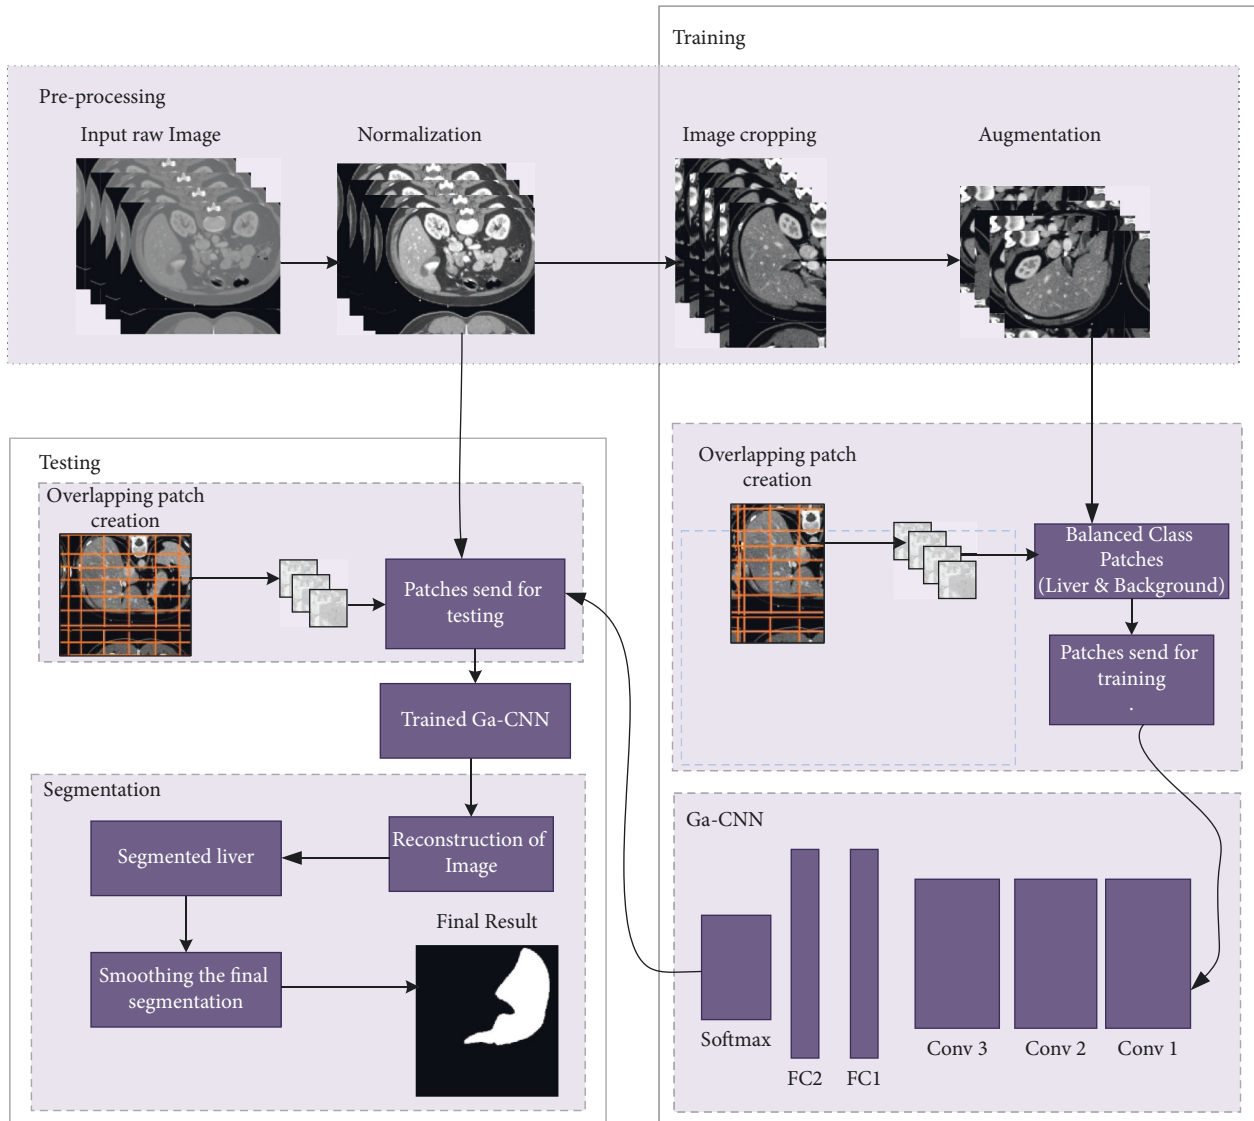 Training
Pre-processing
Input raw Image
Normalization
Image cropping
Augmentation
Testing
Overlapping patch
creation
Patches send for
testing
Trained Ga-CNN
Segmentation
Reconstruction of
Image
Segmented liver
Smoothing the final
segmentation
Final Result
Overlapping patch
creation
Balanced Class
Patches
(Liver & Background)
Patches send for
training
.
Ga-CNN
Softmax
FC2
FC1
Conv 3
Conv 2
Conv 1